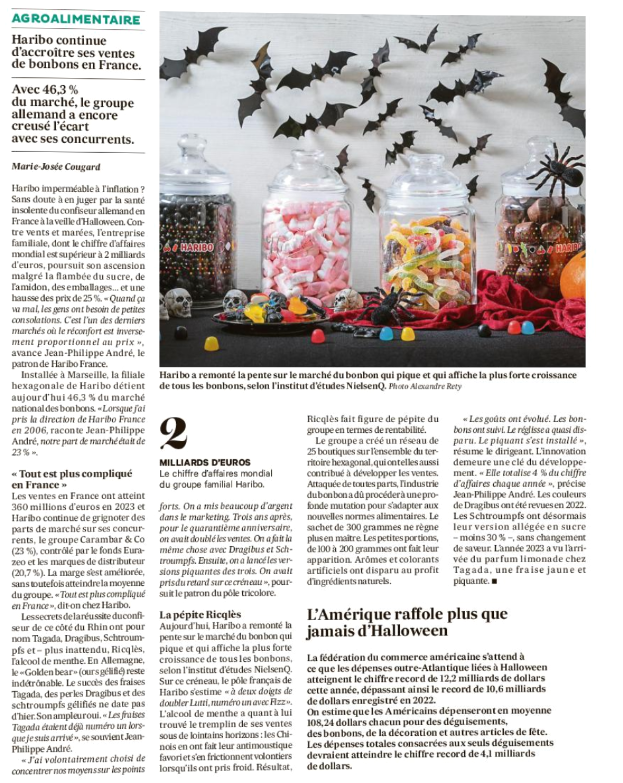 AGROALIMENTAIRE
Haribo continue
d'accroître ses ventes
de bonbons en France.
Avec 46,3 %
du marché, le groupe
allemand a encore
creusé l'écart
avec ses concurrents.
Marie-Josée Cougard
Haribo imperméable à l'inflation ?
Sans doute à en juger par la santé
insolente du confiseur allemand en
France à la veille d'Halloween. Con-
tre vents et marées, l'entreprise
familiale, dont le chiffre d'affaires
mondial est supérieur à 2 milliards
d'euros, poursuit son ascension
malgré la flambée du sucre, de
l'amidon, des emballages... et une
hausse des prix de 25 %. « Quand ça
va mal, les gens ont besoin de petites
consolations. C'est l'un des derniers
marchés où le réconfort est inverse-
ment proportionnel au prix »,
avance Jean-Philippe André, le
patron de Haribo France.
Installée à Marseille, la filiale
hexagonale de Haribo détient
aujourd'hui 46,3 % du marché
national des bonbons. « Lorsque j'ai
pris la direction de Haribo France
en 2006, raconte Jean-Philippe
André, notre part de marché était de
23 % ».
« Tout est plus compliqué
en France »
Les ventes en France ont atteint
360 millions d'euros en 2023 et
Haribo continue de grignoter des
parts de marché sur ses concur-
rents, le groupe Carambar & Co
(23 %), contrôlé par le fonds Eura-
zeo et les marques de distributeur
(20,7 %). La marge s'est améliorée,
sans toutefois atteindre la moyenne
du groupe. « Tout est plus compliqué
en France », dit-on chez Haribo.
Les secrets de la réussite du confi-
seur de ce côté du Rhin ont pour
nom Tagada, Dragibus, Schtroum-
pfs et – plus inattendu, Ricqlès,
l'alcool de menthe. En Allemagne,
le « Golden bear » (ours gélifié) reste
indétrônable. Le succès des fraises
Tagada, des perles Dragibus et des
schtroumpfs gélifiés ne date pas
d'hier. Son ampleur oui. « Les fraises
Tagada étaient déjà numéro un lors-
que je suis arrivé », se souvient Jean-
Philippe André.
« J'ai volontairement choisi de
concentrer nos moyens sur les points
HARIBO
HARIBO
Haribo a remonté la pente sur le marché du bonbon qui pique et qui affiche la plus forte croissance
de tous les bonbons, selon l'institut d'études NielsenQ. Photo Alexandre Rety
2
MILLIARDS D'EUROS
Le chiffre d'affaires mondial
du groupe familial Haribo.
forts. On a mis beaucoup d'argent
dans le marketing. Trois ans après,
pour le quarantième anniversaire,
on avait doublé les ventes. On a fait la
même chose avec Dragibus et Sch-
troumpfs. Ensuite, on a lancé les ver-
sions piquantes des trois. On avait
pris du retard sur ce créneau », pour-
suit le patron du pôle tricolore.
La pépite Ricqlès
Aujourd'hui, Haribo a remonté la
pente sur le marché du bonbon qui
pique et qui affiche la plus forte
croissance de tous les bonbons,
selon l'institut d'études NielsenQ.
Sur ce créneau, le pôle français de
Haribo s'estime « à deux doigts de
doubler Lutti, numéro un avec Fizz ».
L'alcool de menthe a quant à lui
trouvé le tremplin de ses ventes
sous de lointains horizons : les Chi-
nois en ont fait leur antimoustique
favori et s'en frictionnent volontiers
lorsqu'ils ont pris froid. Résultat,
Ricqlès fait figure de pépite du
groupe en termes de rentabilité.
Le groupe a créé un réseau de
25 boutiques sur l'ensemble du ter-
ritoire hexagonal, qui ont elles aussi
contribué à développer les ventes.
Attaquée de toutes parts, l'industrie
du bonbon a dû procéder à une pro-
fonde mutation pour s'adapter aux
nouvelles normes alimentaires. Le
sachet de 300 grammes ne règne
plus en maître. Les petites portions,
de 100 à 200 grammes ont fait leur
apparition. Arômes et colorants
artificiels ont disparu au profit
d'ingrédients naturels.
« Les goûts ont évolué. Les bon-
bons ont suivi. Le réglisse a quasi dis-
paru. Le piquant s'est installé »,
résume le dirigeant. L'innovation
demeure une clé du développe-
ment. « Elle totalise 4 % du chiffre
d'affaires chaque année », précise
Jean-Philippe André. Les couleurs
de Dragibus ont été revues en 2022.
Les Schtroumpfs ont désormais
leur version allégée en sucre
– moins 30 % –, sans changement
de saveur. L'année 2023 a vu l'arri-
vée du parfum limonade chez
Tagada, une fraise jaune et
piquante. ■
L'Amérique raffole plus que
jamais d'Halloween
La fédération du commerce américaine s'attend à
ce que les dépenses outre-Atlantique liées à Halloween
atteignent le chiffre record de 12,2 milliards de dollars
cette année, dépassant ainsi le record de 10,6 milliards
de dollars enregistré en 2022.
On estime que les Américains dépenseront en moyenne
108,24 dollars chacun pour des déguisements,
des bonbons, de la décoration et autres articles de fête.
Les dépenses totales consacrées aux seuls déguisements
devraient atteindre le chiffre record de 4,1 milliards
de dollars.